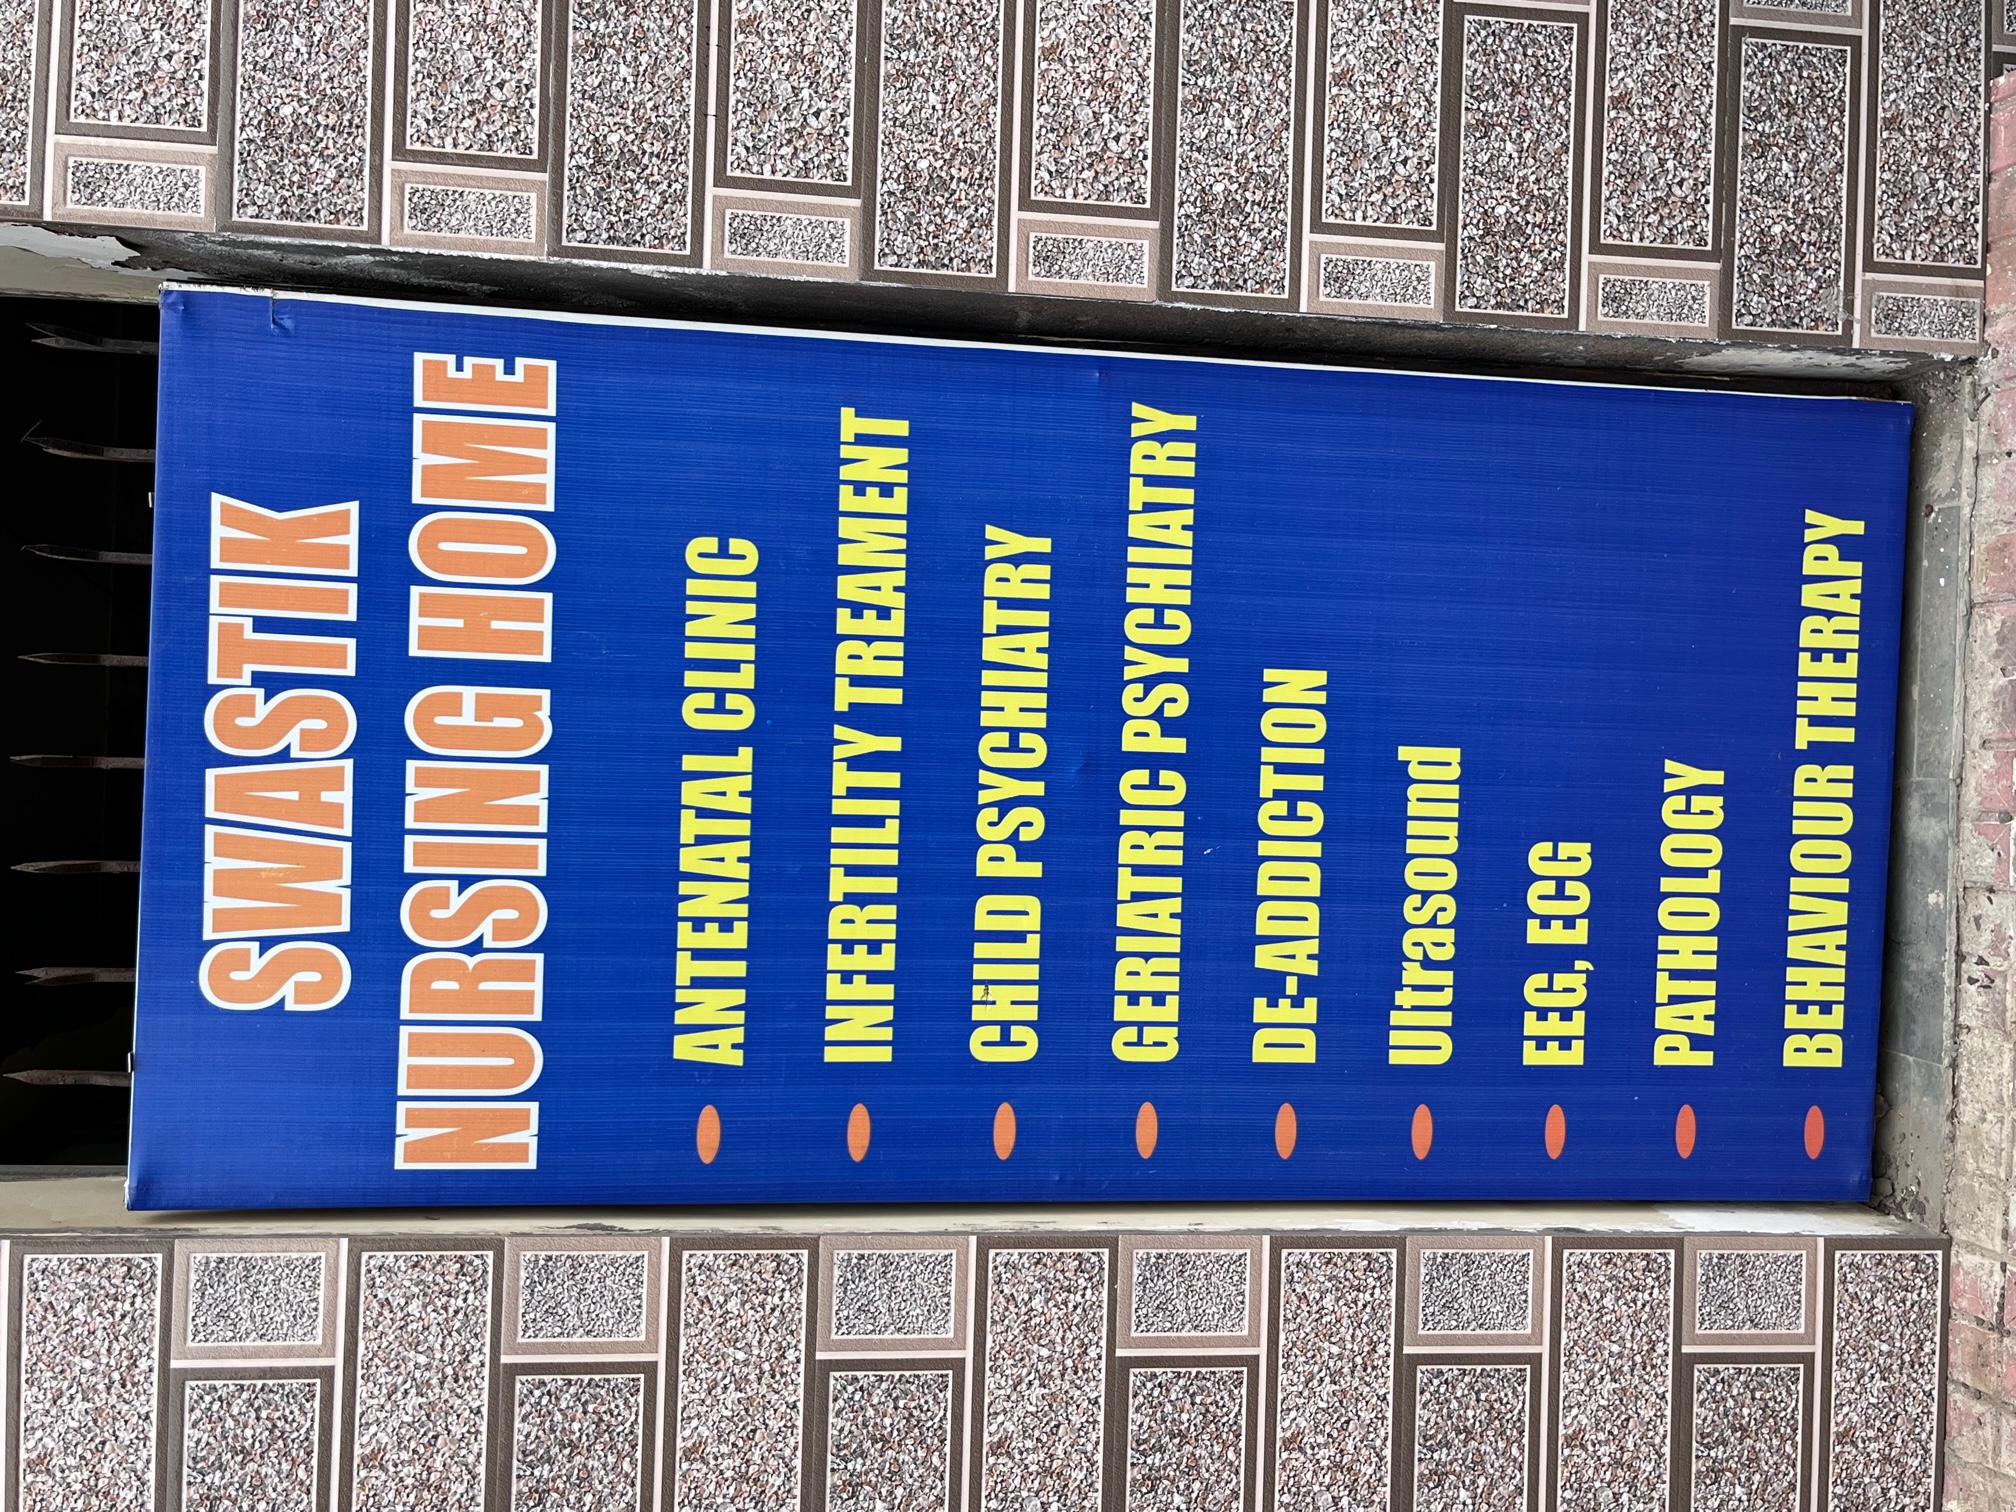 SWASTIK
NURSING HOME
ANTENATAL CLINIC
INFERTILITY TREAMENT
CHILD PSYCHIATRY
GERIATRIC PSYCHIATRY
DE-ADDICTION
Ultrasound
EEG, ECG
PATHOLOGY
BEHAVIOUR THERAPY